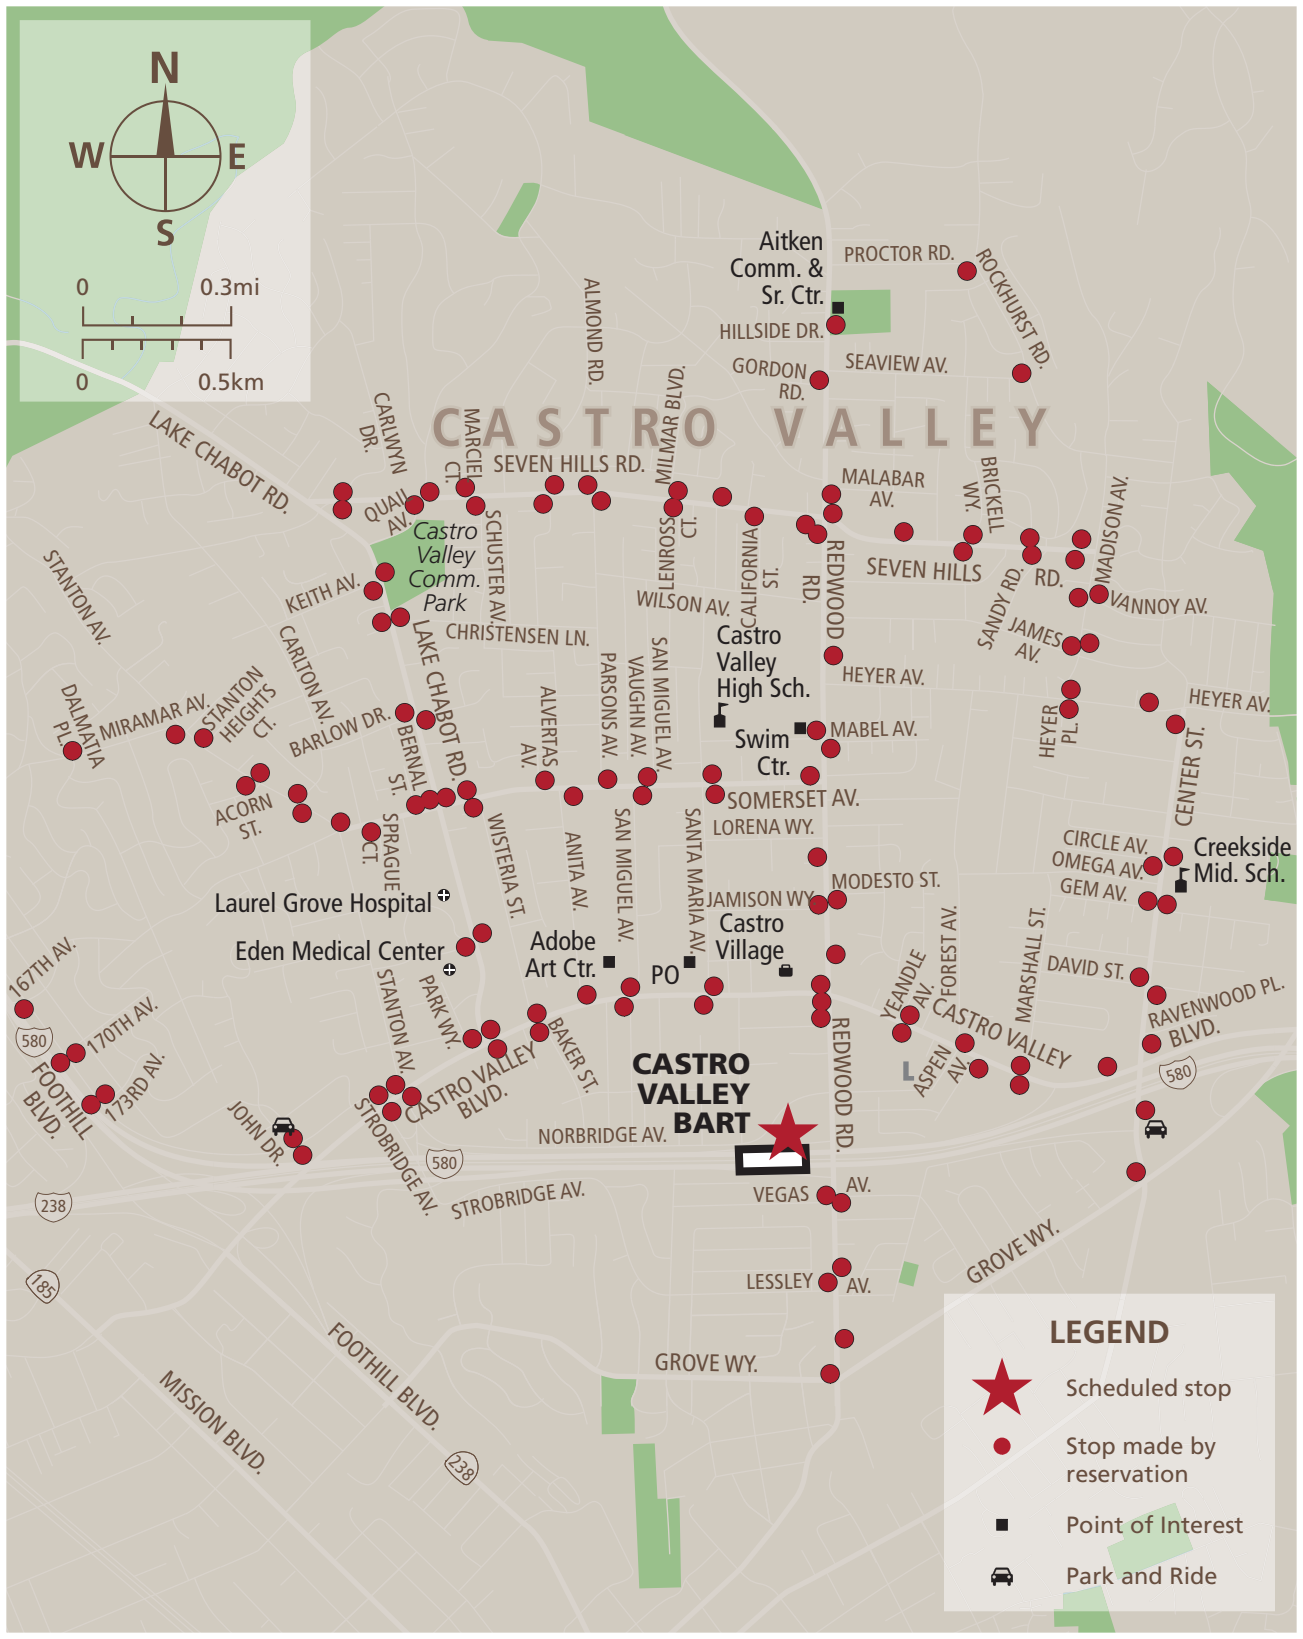 N
W
E
S
0
0.3mi
0
0.5km
Aitken
Comm. &
Sr. Ctr.
PROCTOR RD.
ROCKHURST RD.
HILLSIDE DR.
GORDON
RD.
SEAVIEW AV.
ALMOND RD.
MILMAR BLVD.
CARLWYN
DR.
MARCIEL
CT.
LAKE CHABOT RD.
CASTRO VALLEY
SEVEN HILLS RD.
MALABAR
AV.
BRICKELL
WY.
MADISON AV.
QUAIL
AV.
Castro
Valley
Comm.
Park
SCHUSTER AV.
LENROSS
CT.
CALIFORNIA
ST.
REDWOOD
RD.
SEVEN HILLS
RD.
SANDY RD.
VANNOY AV.
STANTON AV.
KEITH AV.
WILSON AV.
CHRISTENSEN LN.
JAMES
AV.
CARLTON AV.
LAKE CHABOT RD.
Castro
Valley
High Sch.
HEYER AV.
HEYER AV.
HEYER
PL.
DALMATIA
PL.
MIRAMAR AV.
STANTON
HEIGHTS
CT.
BARLOW DR.
BERNAL
ST.
ALVERTAS
AV.
PARSONS AV.
VAUGHN AV.
SAN MIGUEL AV.
Swim
Ctr.
MABEL AV.
CENTER ST.
ACORN
ST.
SPRAGUE
CT.
WISTERIA ST.
ANITA AV.
SAN MIGUEL AV.
SANTA MARIA AV.
SOMERSET AV.
LORENA WY.
CIRCLE AV.
OMEGA AV.
GEM AV.
Creekside
Mid. Sch.
Laurel Grove Hospital
Eden Medical Center
JAMISON WY.
MODESTO ST.
Castro
Village
Adobe
Art Ctr.
PO
YEANDLE
AV.
FOREST AV.
MARSHALL ST.
DAVID ST.
RAVENWOOD PL.
167TH AV.
580
170TH AV.
173RD AV.
FOOTHILL
BLVD.
STANTON AV.
PARK WY.
BAKER ST.
CASTRO VALLEY
BLVD.
CASTRO VALLEY
BLVD.
ASPEN
AV.
L
580
CASTRO
VALLEY
BART
REDWOOD RD.
JOHN DR.
STROBRIDGE AV.
NORBRIDGE AV.
580
STROBRIDGE AV.
238
VEGAS
AV.
185
LESSLEY
AV.
GROVE WY.
GROVE WY.
FOOTHILL BLVD.
MISSION BLVD.
238
LEGEND
Scheduled stop
Stop made by
reservation
Point of Interest
Park and Ride